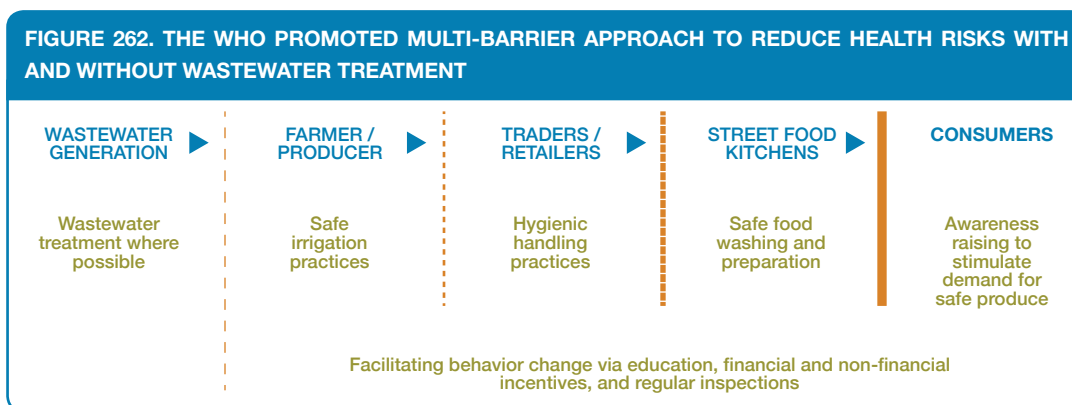 FIGURE 262. THE WHO PROMOTED MULTI-BARRIER APPROACH TO REDUCE HEALTH RISKS WITH
AND WITHOUT WASTEWATER TREATMENT
WASTEWATER
GENERATION
Wastewater
treatment where
possible
FARMER /
PRODUCER
Safe
irrigation
practices
TRADERS /
RETAILERS
Hygienic
handling
practices
STREET FOOD
KITCHENS
Safe food
washing and
preparation
CONSUMERS
Awareness
raising to
stimulate
demand for
safe produce
Facilitating behavior change via education, financial and non-financial
incentives, and regular inspections